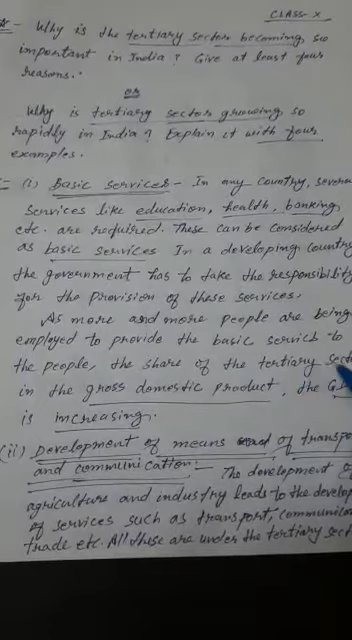 CLASS- X
- Why is the tertiary sector becoming so
important in India? Give at least four
reasons.
OR
Why is tertiary sector growing so
rapidly in India? Explain it with four
examples.
(i) Basic services - In any country, several
services like education, health, banking
etc. are required. These can be considered
as basic services In a developing country
the government has to take the responsibility
for the provision of these services.
As more and more people are being
employed to provide the basic services to
the people, the share of the tertiary sect
in the gross domestic product, the G
is increasing.
(ii) Development of means of transpo
and communication:- The development of
agriculture and industry leads to the develop
of services such as transport, communica
trade etc. All these are under the tertiary sect